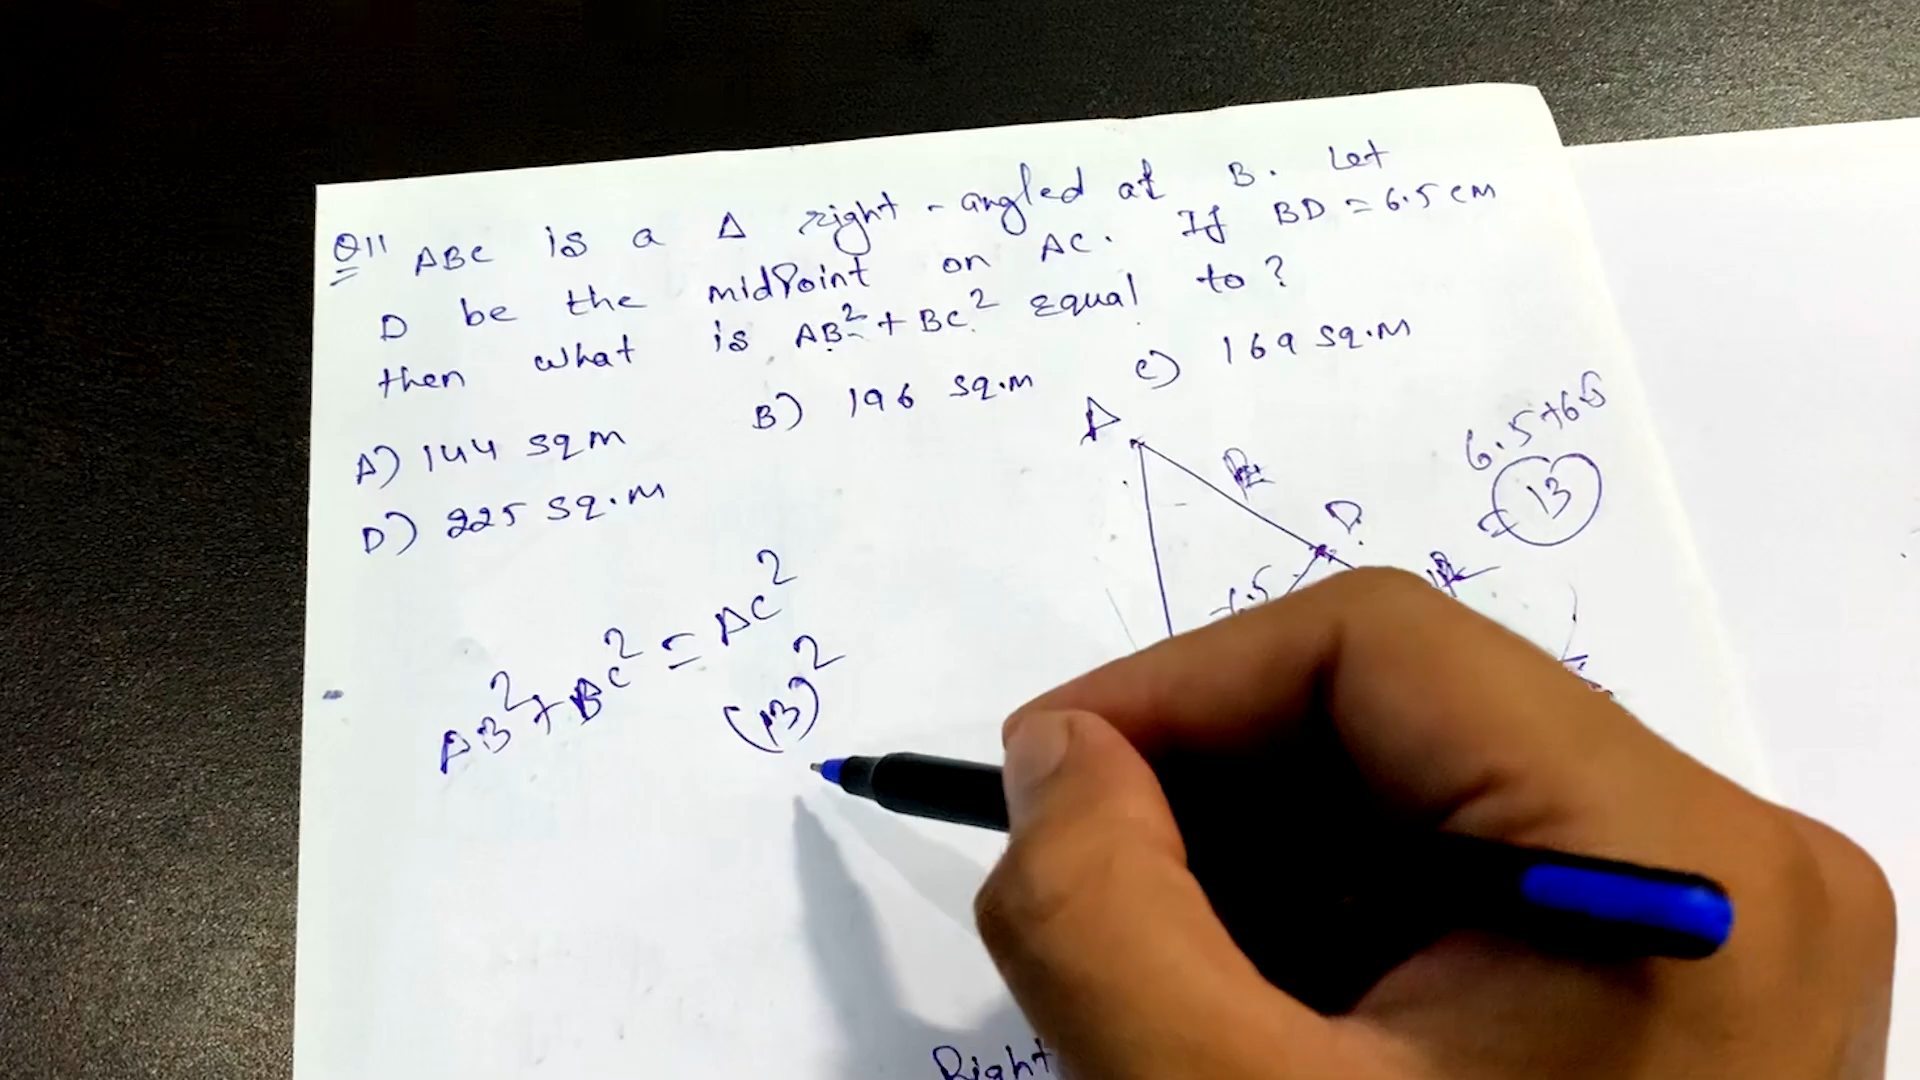 Q11 ABC is a Δ right-angled at B. Let
D be the midPoint on AC. If BD = 6.5 cm
then what is AB² + BC² equal to?
A) 144 sqm B) 196 sq.m C) 169 sq.m
D) 225 sq.m
A
D
6.5+6.5
= 13
AB² + BC² = AC²
(13)²
Right